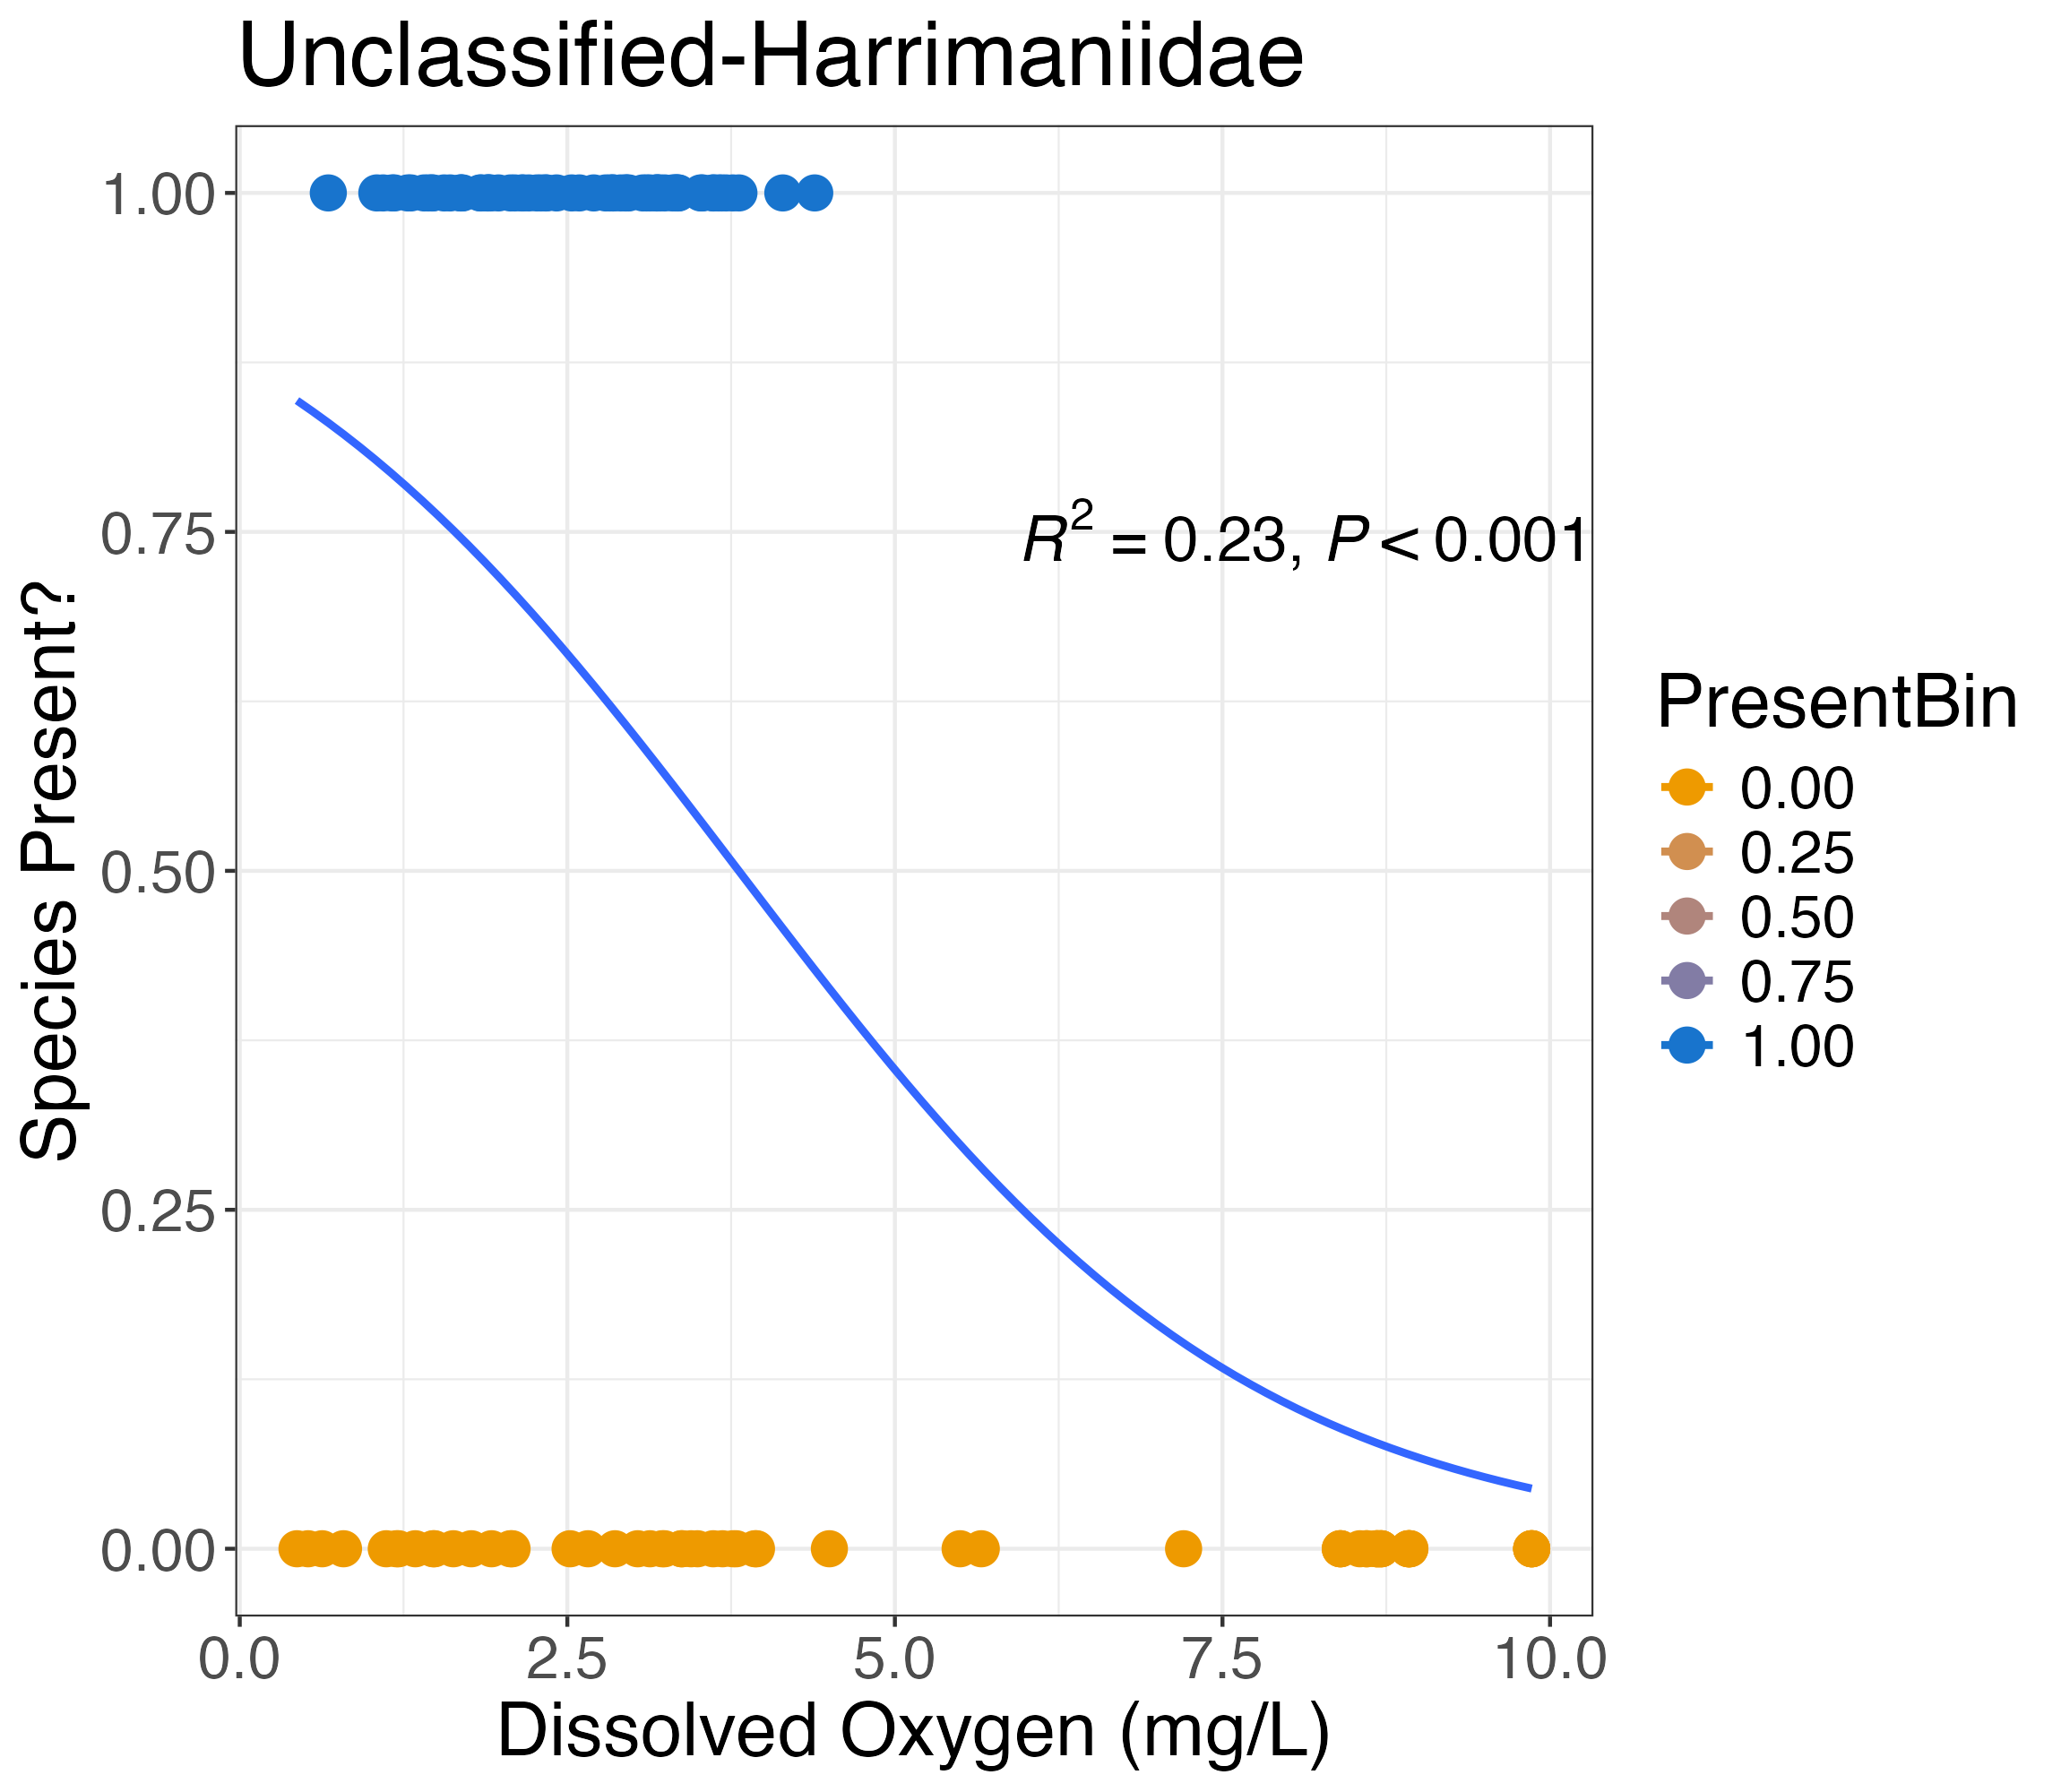 Unclassified-Harrimaniidae
Species Present?
1.00
0.75
0.50
0.25
0.00
R² = 0.23, P < 0.001
0.0 2.5 5.0 7.5 10.0
Dissolved Oxygen (mg/L)
PresentBin
0.00
0.25
0.50
0.75
1.00